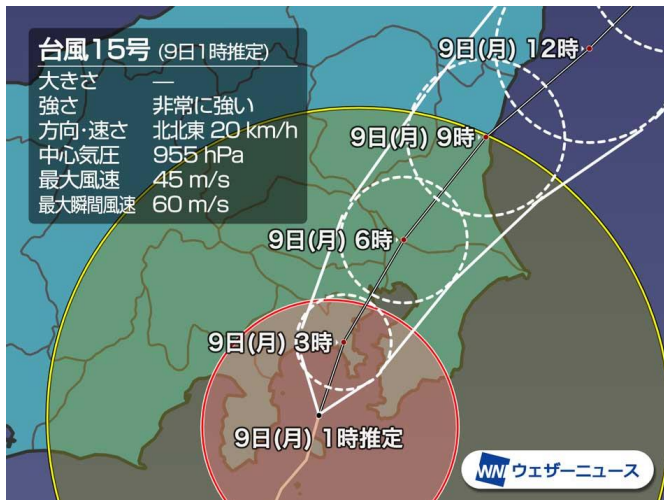 台風15号 (9日1時推定)
大きさ —
強さ 非常に強い
方向・速さ 北北東 20 km/h
中心気圧 955 hPa
最大風速 45 m/s
最大瞬間風速 60 m/s
9日(月) 12時
9日(月) 9時
9日(月) 6時
9日(月) 3時
9日(月) 1時推定
WN ウェザーニュース